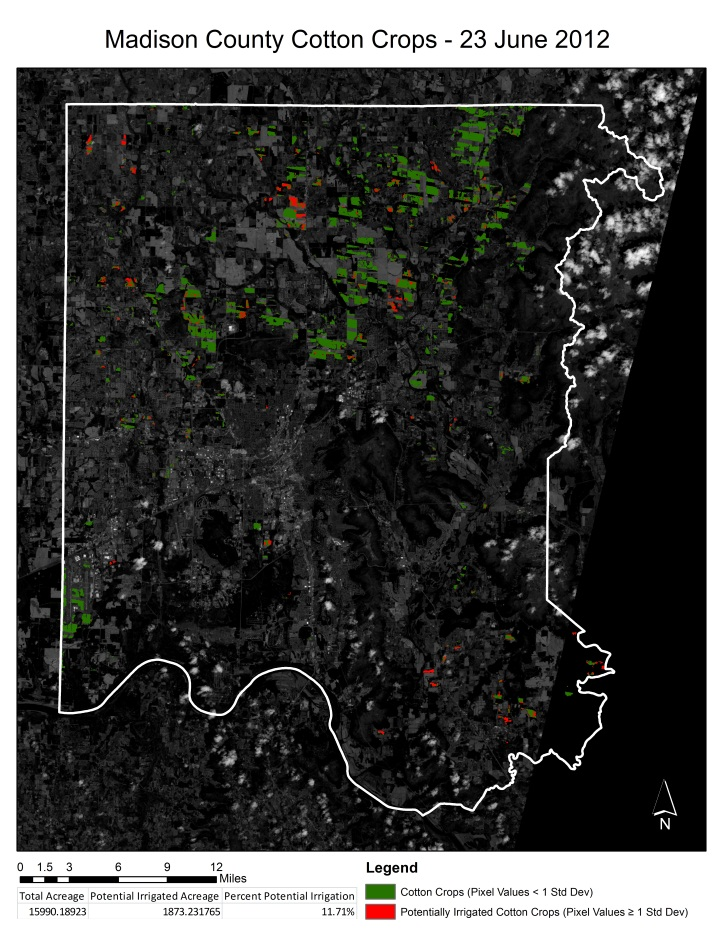 Madison County Cotton Crops - 23 June 2012
N
0 1.5 3 6 9 12
Miles
Total Acreage Potential Irrigated Acreage Percent Potential Irrigation
15990.18923 1873.231765 11.71%
Legend
Cotton Crops (Pixel Values < 1 Std Dev)
Potentially Irrigated Cotton Crops (Pixel Values ≥ 1 Std Dev)